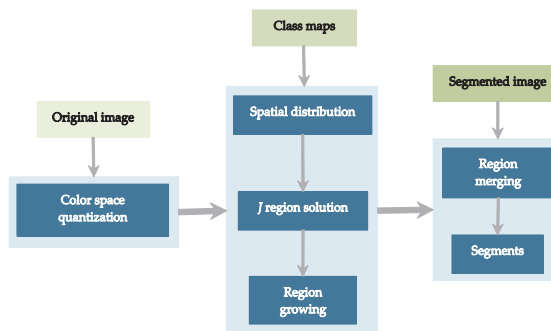 Class maps
Segmented image
Original image
Spatial distribution
Color space
quantization
J region solution
Region
growing
Region
merging
Segments